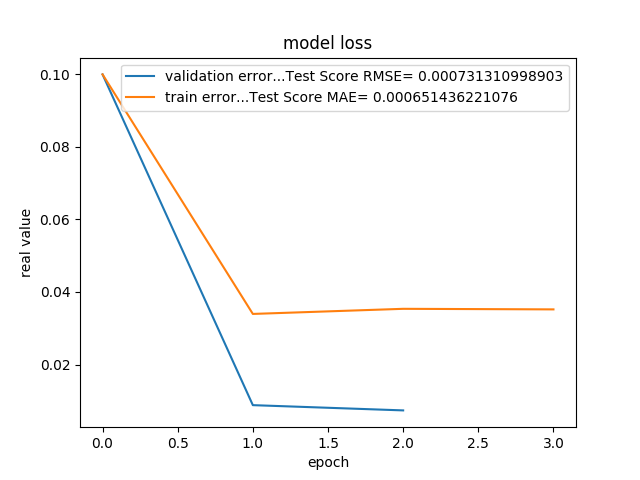 model loss
validation error...Test Score RMSE= 0.000731310998903
train error...Test Score MAE= 0.000651436221076
0.10
0.08
0.06
0.04
0.02
real value
0.0 0.5 1.0 1.5 2.0 2.5 3.0
epoch